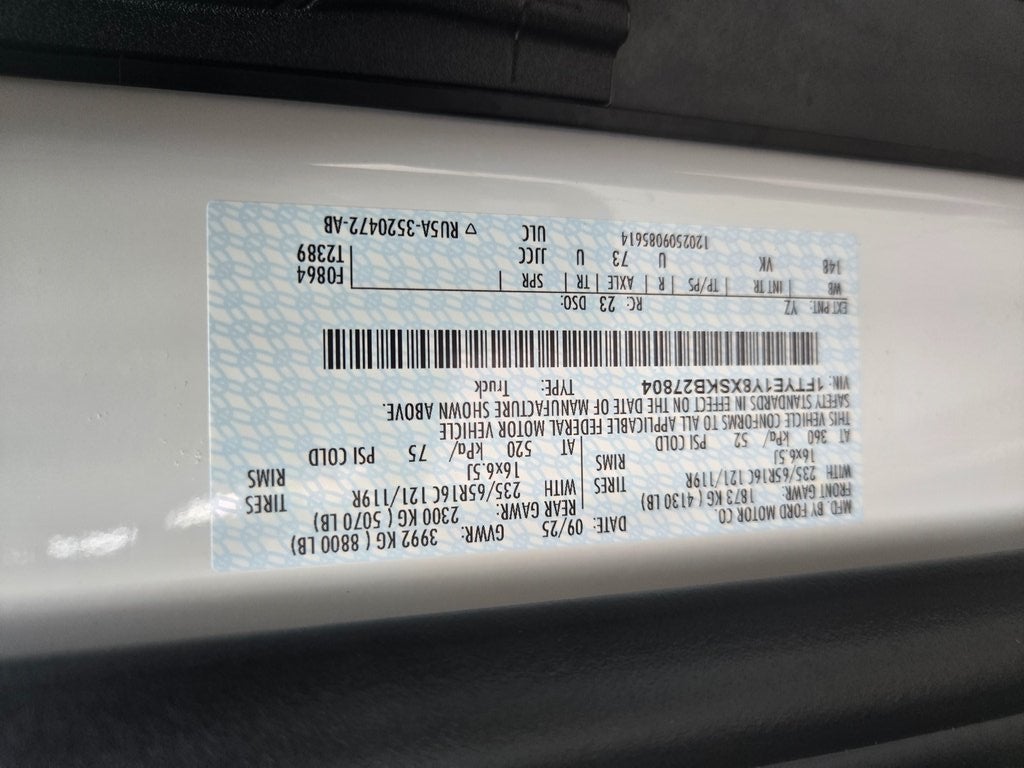 MFD. BY FORD MOTOR CO.
DATE: 09/25 GVWR: 3992 KG ( 8800 LB)
FRONT GAWR: 1873 KG ( 4130 LB) REAR GAWR: 2300 KG ( 5070 LB)
WITH 235/65R16C 121/119R TIRES WITH 235/65R16C 121/119R TIRES
16x6.5J RIMS 16x6.5J RIMS
AT 360 kPa/ 52 PSI COLD AT 520 kPa/ 75 PSI COLD
THIS VEHICLE CONFORMS TO ALL APPLICABLE FEDERAL MOTOR VEHICLE
SAFETY STANDARDS IN EFFECT ON THE DATE OF MANUFACTURE SHOWN ABOVE.
VIN: 1FTYE1Y8XSKB27804 TYPE: Truck
EXT PNT: YZ RC: 23 DSO:
WB | INT TR | TP/PS | R | AXLE | TR | SPR | F0864
148 VK U 73 U JJCC T2389
120250908561​4 ULC ▽ RU5A-3520472-AB